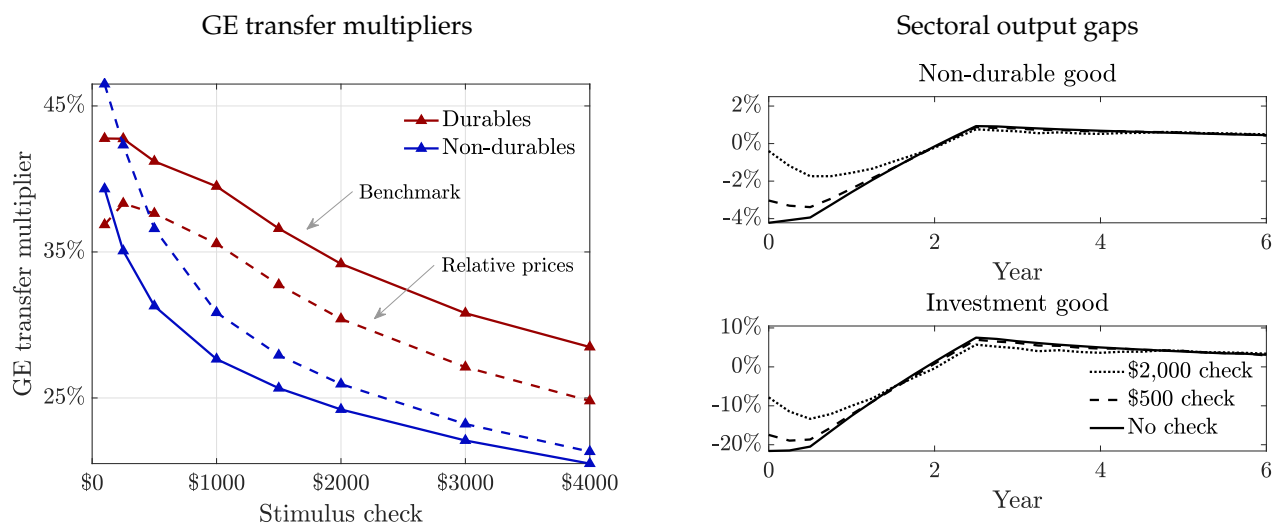 GE transfer multipliers
45%
35%
25%
GE transfer multiplier
Durables
Non-durables
Benchmark
Relative prices
$0
$1000
$2000
$3000
$4000
Stimulus check
Sectoral output gaps
Non-durable good
2%
0%
-2%
-4%
0
2
4
6
Year
Investment good
10%
0%
-10%
-20%
$2,000 check
$500 check
No check
0
2
4
6
Year